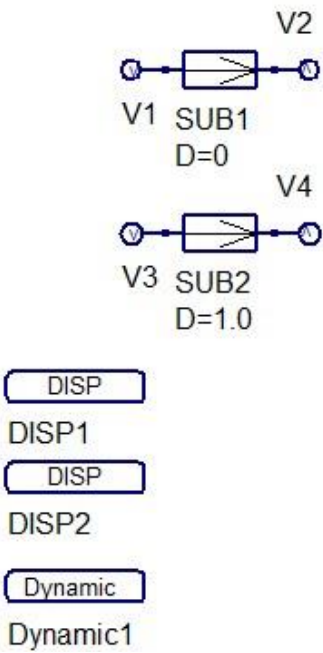 V2
V1
SUB1
D=0
V4
V3
SUB2
D=1.0
DISP
DISP1
DISP
DISP2
Dynamic
Dynamic1